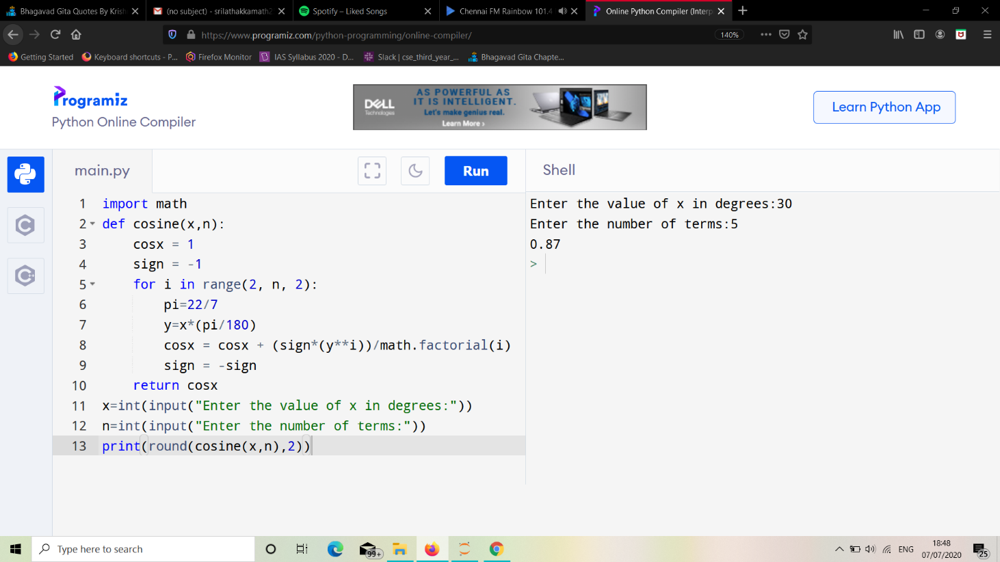 Bhagavad Gita Quotes By Krish
(no subject) - srilathakkamath2
Spotify – Liked Songs
Chennai FM Rainbow 101.4
Online Python Compiler (Interp
https://www.programiz.com/python-programming/online-compiler/
140%
Getting Started
Keyboard shortcuts - P...
Firefox Monitor
IAS Syllabus 2020 - D...
Slack | cse_third_year_...
Bhagavad Gita Chapte...
Programiz
Python Online Compiler
DELL
Technologies
AS POWERFUL AS
IT IS INTELLIGENT.
Let's make genius real.
Learn More ›
Learn Python App
main.py
Run
Shell
1 import math
2 def cosine(x,n):
3 cosx = 1
4 sign = -1
5 for i in range(2, n, 2):
6 pi=22/7
7 y=x*(pi/180)
8 cosx = cosx + (sign*(y**i))/math.factorial(i)
9 sign = -sign
10 return cosx
11 x=int(input("Enter the value of x in degrees:"))
12 n=int(input("Enter the number of terms:"))
13 print(round(cosine(x,n),2))
Enter the value of x in degrees:30
Enter the number of terms:5
0.87
>
Type here to search
99+
ENG
18:48
07/07/2020
25